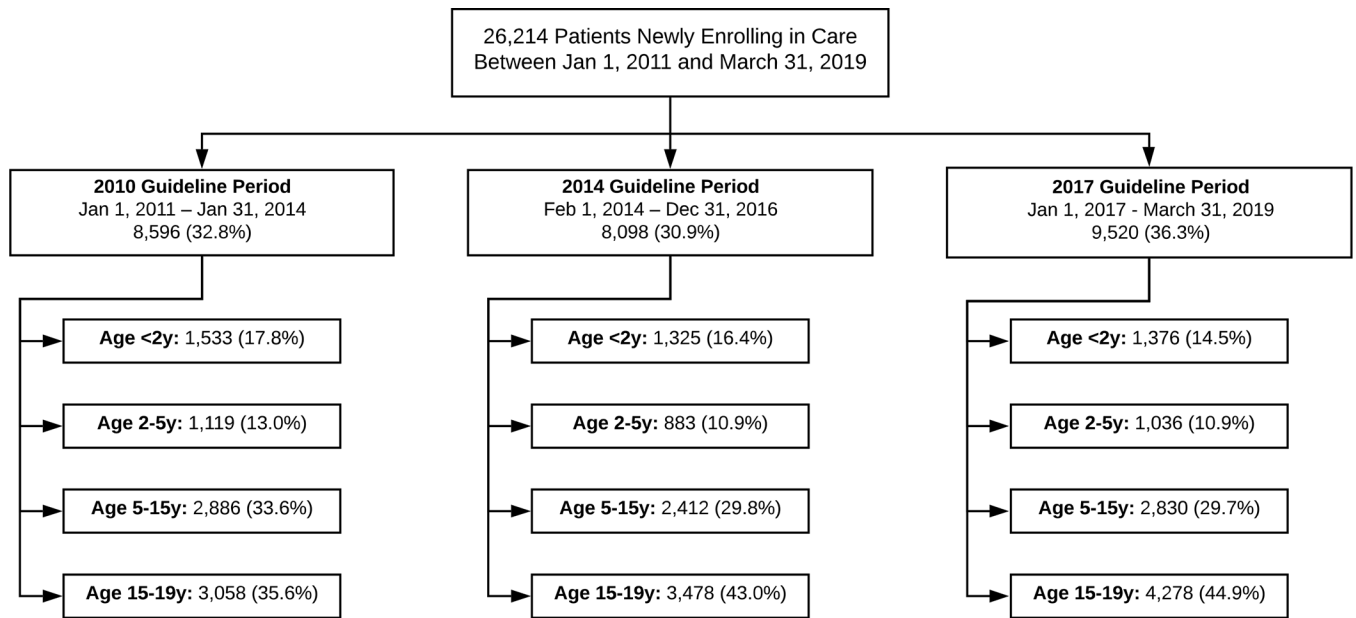 26,214 Patients Newly Enrolling in Care
Between Jan 1, 2011 and March 31, 2019
2010 Guideline Period
Jan 1, 2011 – Jan 31, 2014
8,596 (32.8%)
Age <2y: 1,533 (17.8%)
Age 2-5y: 1,119 (13.0%)
Age 5-15y: 2,886 (33.6%)
Age 15-19y: 3,058 (35.6%)
2014 Guideline Period
Feb 1, 2014 – Dec 31, 2016
8,098 (30.9%)
Age <2y: 1,325 (16.4%)
Age 2-5y: 883 (10.9%)
Age 5-15y: 2,412 (29.8%)
Age 15-19y: 3,478 (43.0%)
2017 Guideline Period
Jan 1, 2017 - March 31, 2019
9,520 (36.3%)
Age <2y: 1,376 (14.5%)
Age 2-5y: 1,036 (10.9%)
Age 5-15y: 2,830 (29.7%)
Age 15-19y: 4,278 (44.9%)